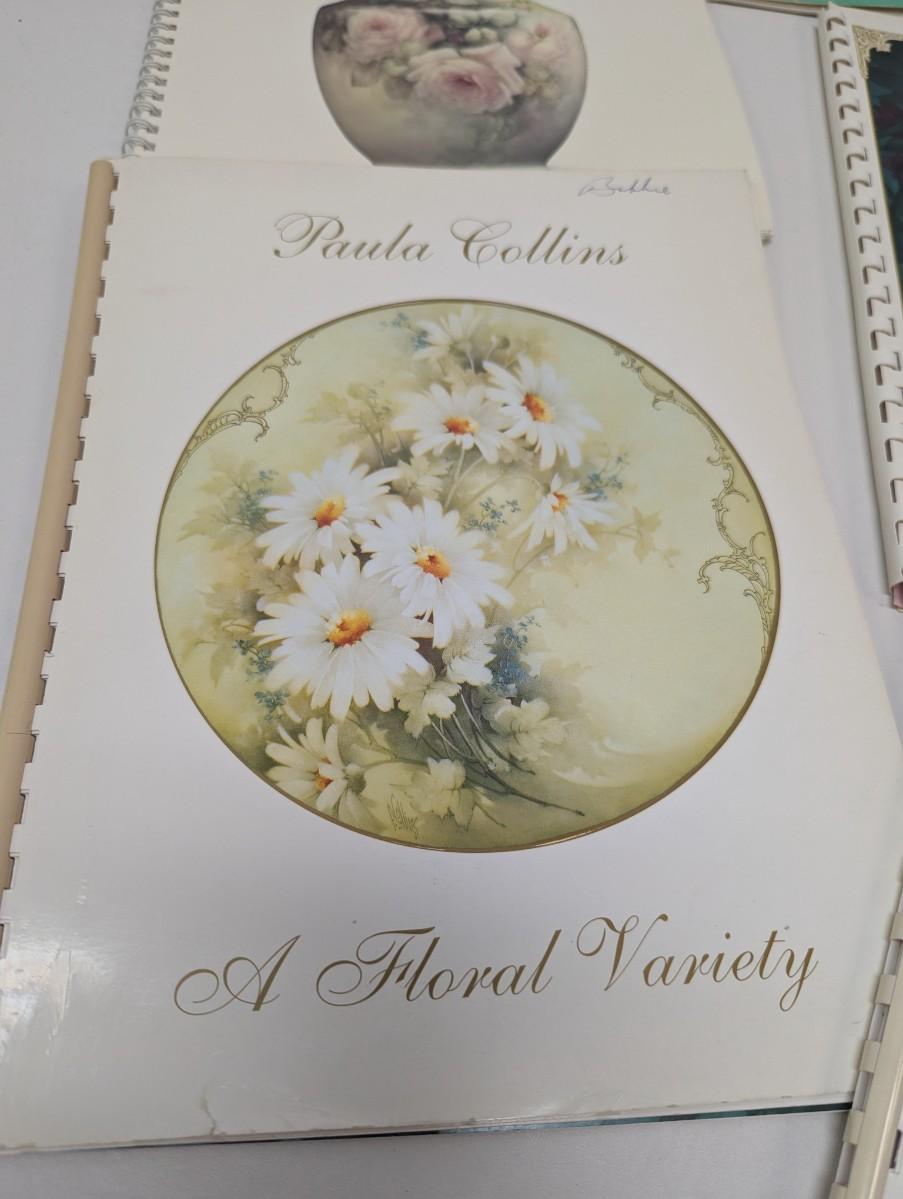 Bobbie
Paula Collins
A Floral Variety